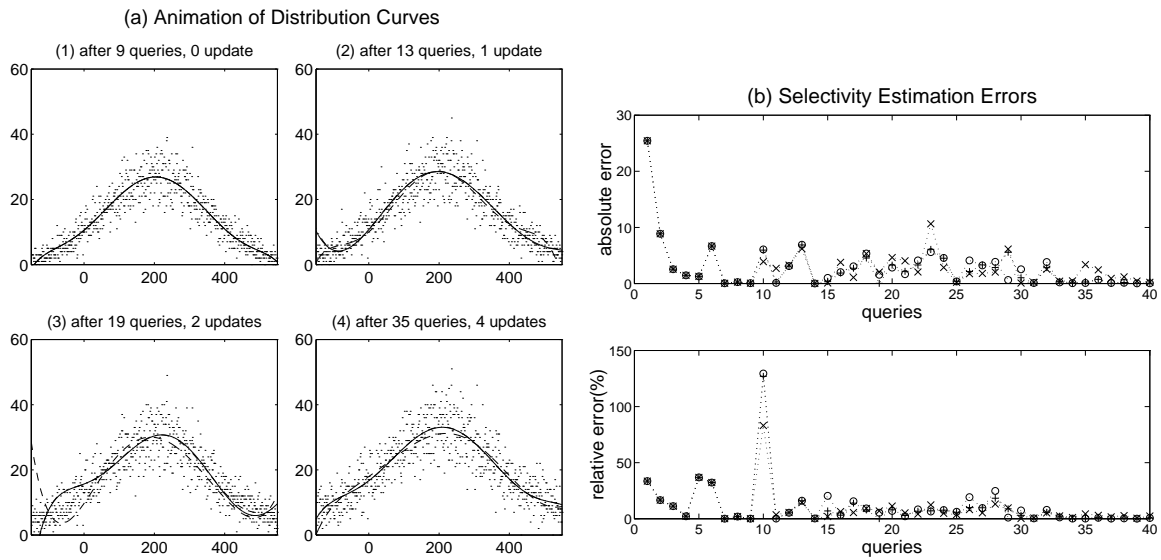 (a) Animation of Distribution Curves
(1) after 9 queries, 0 update
60
40
20
0
0 200 400
(2) after 13 queries, 1 update
60
40
20
0
0 200 400
(3) after 19 queries, 2 updates
60
40
20
0
0 200 400
(4) after 35 queries, 4 updates
60
40
20
0
0 200 400
(b) Selectivity Estimation Errors
absolute error
30
20
10
0
0 5 10 15 20 25 30 35 40
queries
relative error(%)
150
100
50
0
0 5 10 15 20 25 30 35 40
queries